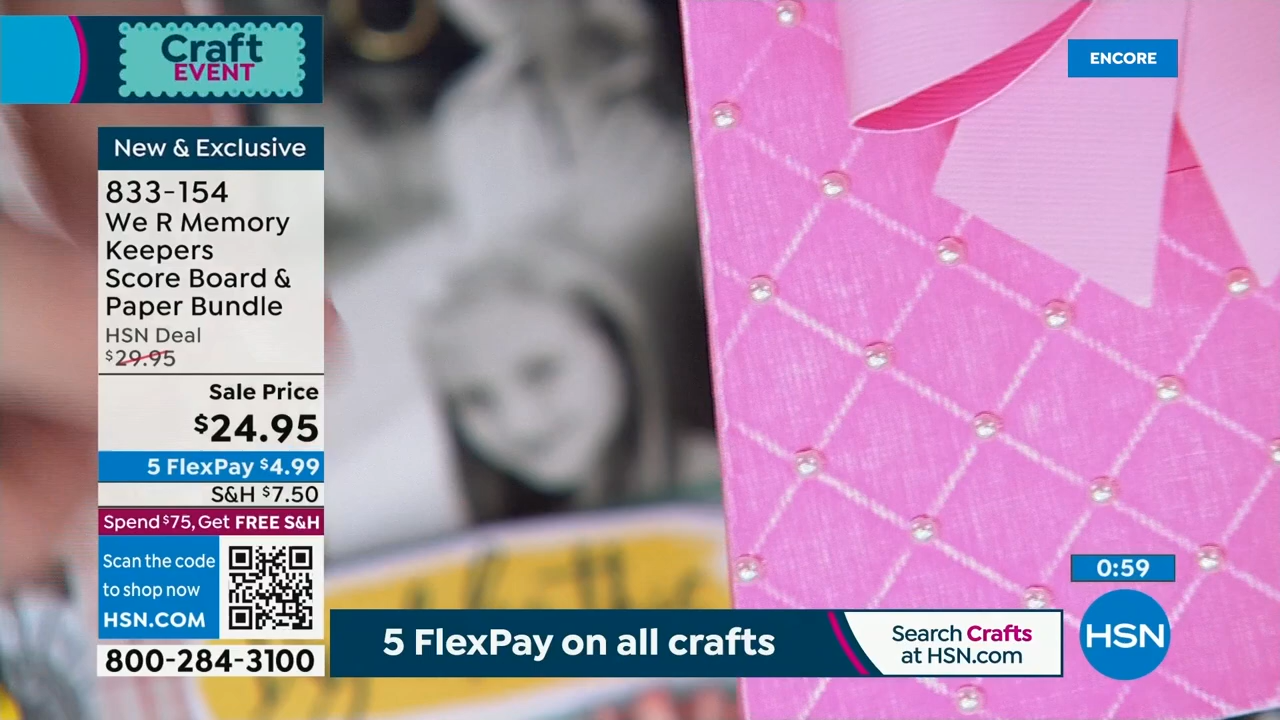 Craft
EVENT
ENCORE
New & Exclusive
833-154
We R Memory
Keepers
Score Board &
Paper Bundle
HSN Deal
$29.95
Sale Price
$24.95
5 FlexPay $4.99
S&H $7.50
Spend $75, Get FREE S&H
Scan the code
to shop now
HSN.COM
800-284-3100
5 FlexPay on all crafts
Search Crafts
at HSN.com
0:59
HSN